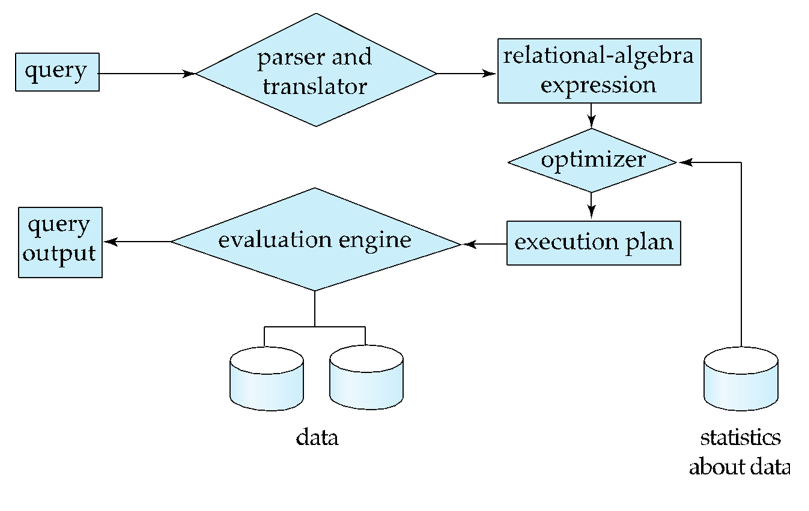 query
parser and
translator
relational-algebra
expression
optimizer
query
output
evaluation engine
execution plan
data
statistics
about data